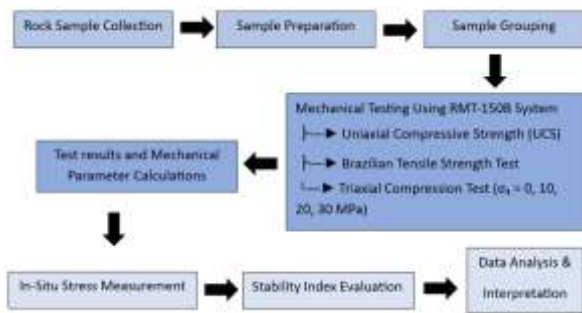 Rock Sample Collection
Sample Preparation
Sample Grouping
Mechanical Testing Using RMT-150B System
Uniaxial Compressive Strength (UCS)
Brazilian Tensile Strength Test
Triaxial Compression Test (σ₃ = 0, 10,
20, 30 MPa)
Test results and Mechanical
Parameter Calculations
In-Situ Stress Measurement
Stability Index Evaluation
Data Analysis &
Interpretation